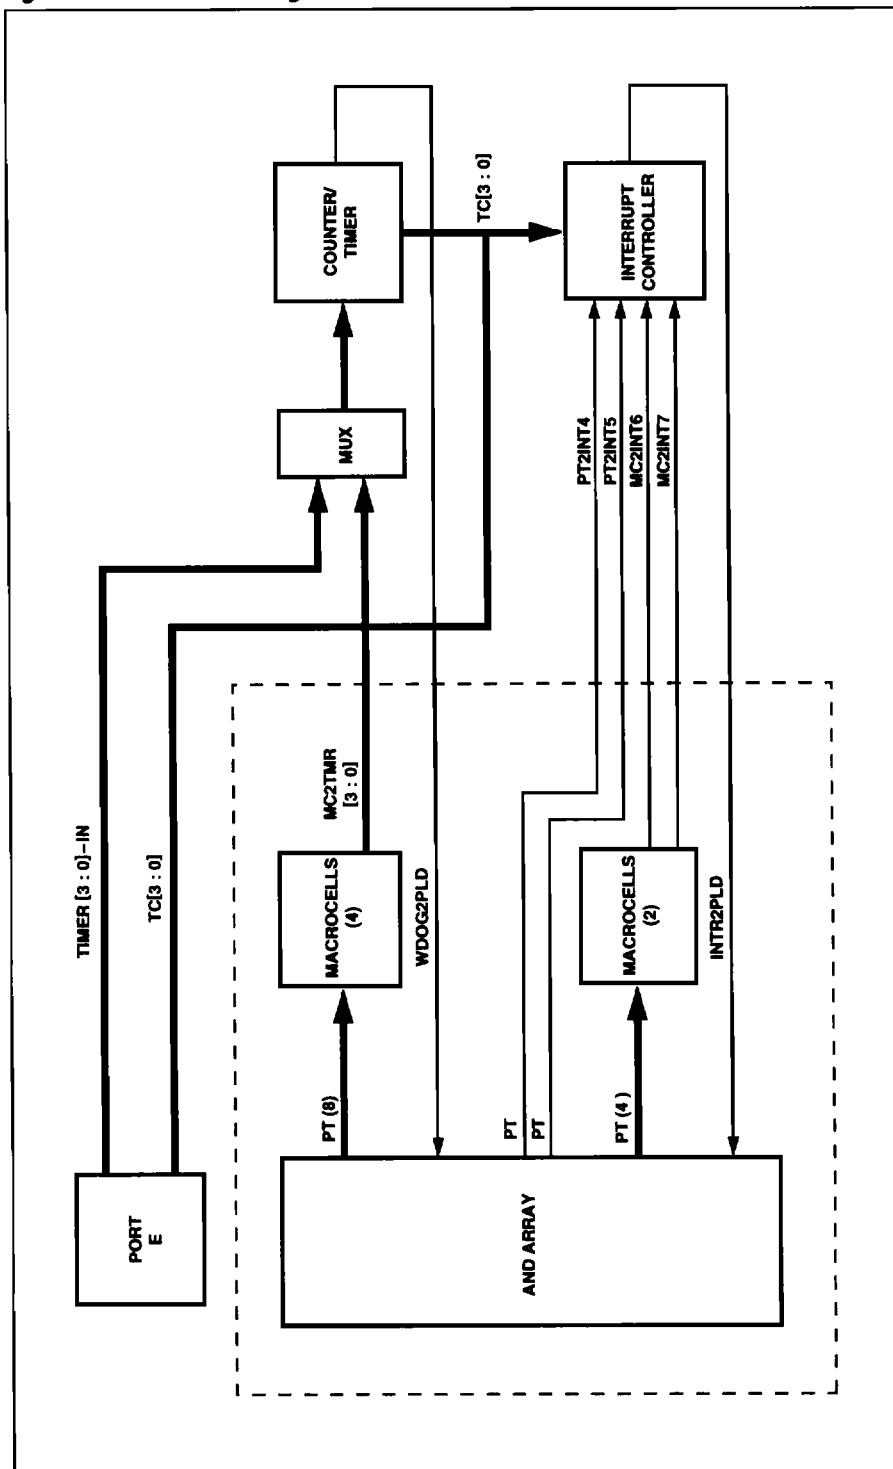 PORT
E
TIMER [3 : 0]–IN
TC[3 : 0]
MUX
COUNTER/
TIMER
TC[3 : 0]
PT (8)
MACROCELLS
(4)
MC2TMR
[3 : 0]
WDOG2PLD
AND ARRAY
PT
PT
PT2INT4
PT2INT5
MC2INT6
MC2INT7
INTERRUPT
CONTROLLER
PT (4 )
MACROCELLS
(2)
INTR2PLD